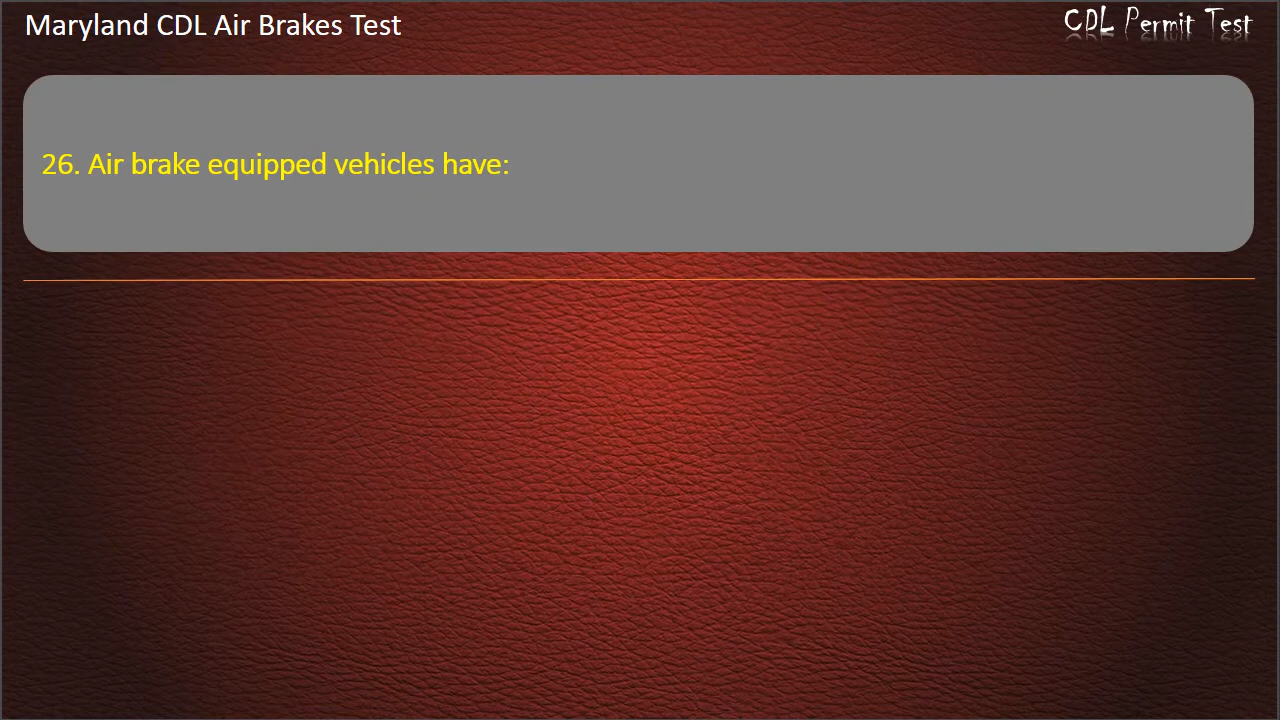 Maryland CDL Air Brakes Test
CDL Permit Test
26. Air brake equipped vehicles have: